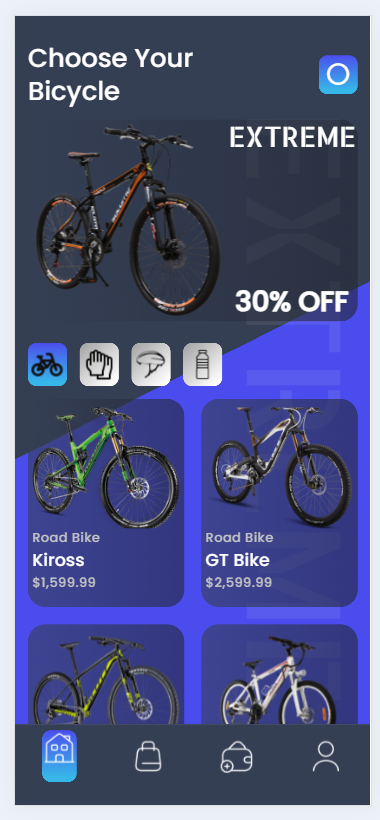 Choose Your
Bicycle
EXTREME
30% OFF
EXTREME
Road Bike
Kiross
$1,599.99
Road Bike
GT Bike
$2,599.99